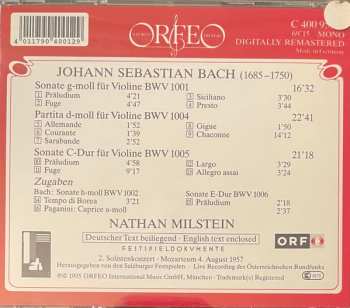 4 011790 400129
ORFEO
C 400 9
60'15 MONO
DIGITALLY REMASTERED
Made in Germany
JOHANN SEBASTIAN BACH (1685–1750)
Sonate g-moll für Violine BWV 1001 16'32
1 Präludium 4'21
2 Fuge 4'47
3 Siciliano 3'30
4 Presto 3'44
Partita d-moll für Violine BWV 1004 22'41
5 Allemande 1'52
6 Courante 1'39
7 Sarabande 2'52
8 Gigue 1'50
9 Chaconne 14'12
Sonate C-Dur für Violine BWV 1005 21'18
10 Präludium 4'58
11 Fuge 9'17
12 Largo 3'29
13 Allegro assai 3'24
Zugaben
Bach: Sonate h-moll BWV 1002
14 Tempo di Borea 3'21
16 Paganini: Caprice a-moll
Sonate E-Dur BWV 1006
15 Präludium 2'18
2'37
NATHAN MILSTEIN
Deutscher Text beiliegend · English text enclosed
FESTSPIELDOKUMENTE
ORF
2. Solistenkonzert · Mozarteum 4. August 1957
Herausgegeben von den Salzburger Festspielen · Live Recording des Österreichischen Rundfunks
℗ © 1995 ORFEO International Music GmbH, München · Trademark(s) Registered